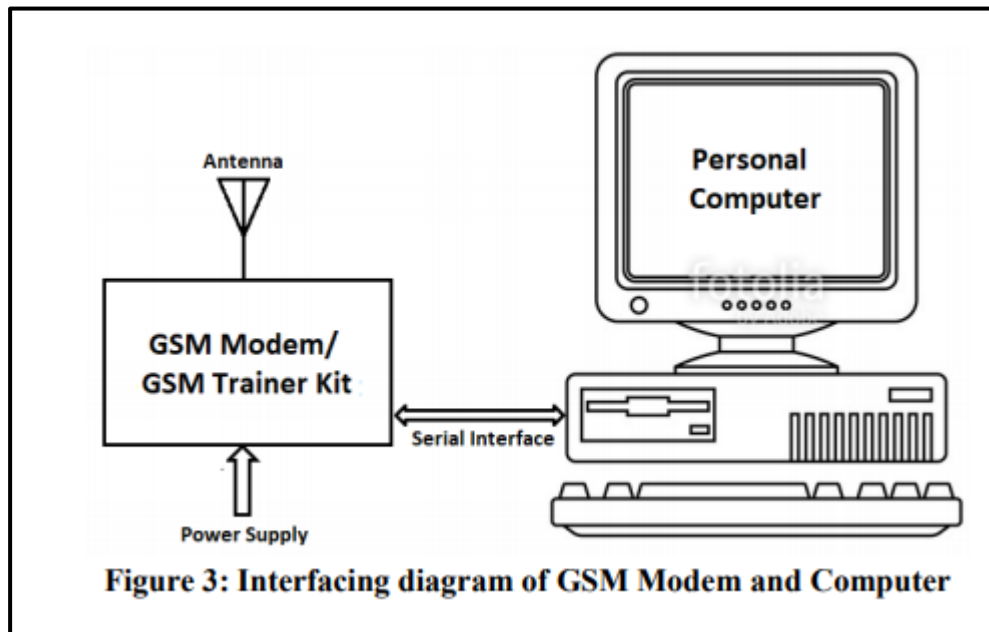 Antenna
Personal
Computer
fotolia
GSM Modem/
GSM Trainer Kit
Serial Interface
Power Supply
Figure 3: Interfacing diagram of GSM Modem and Computer